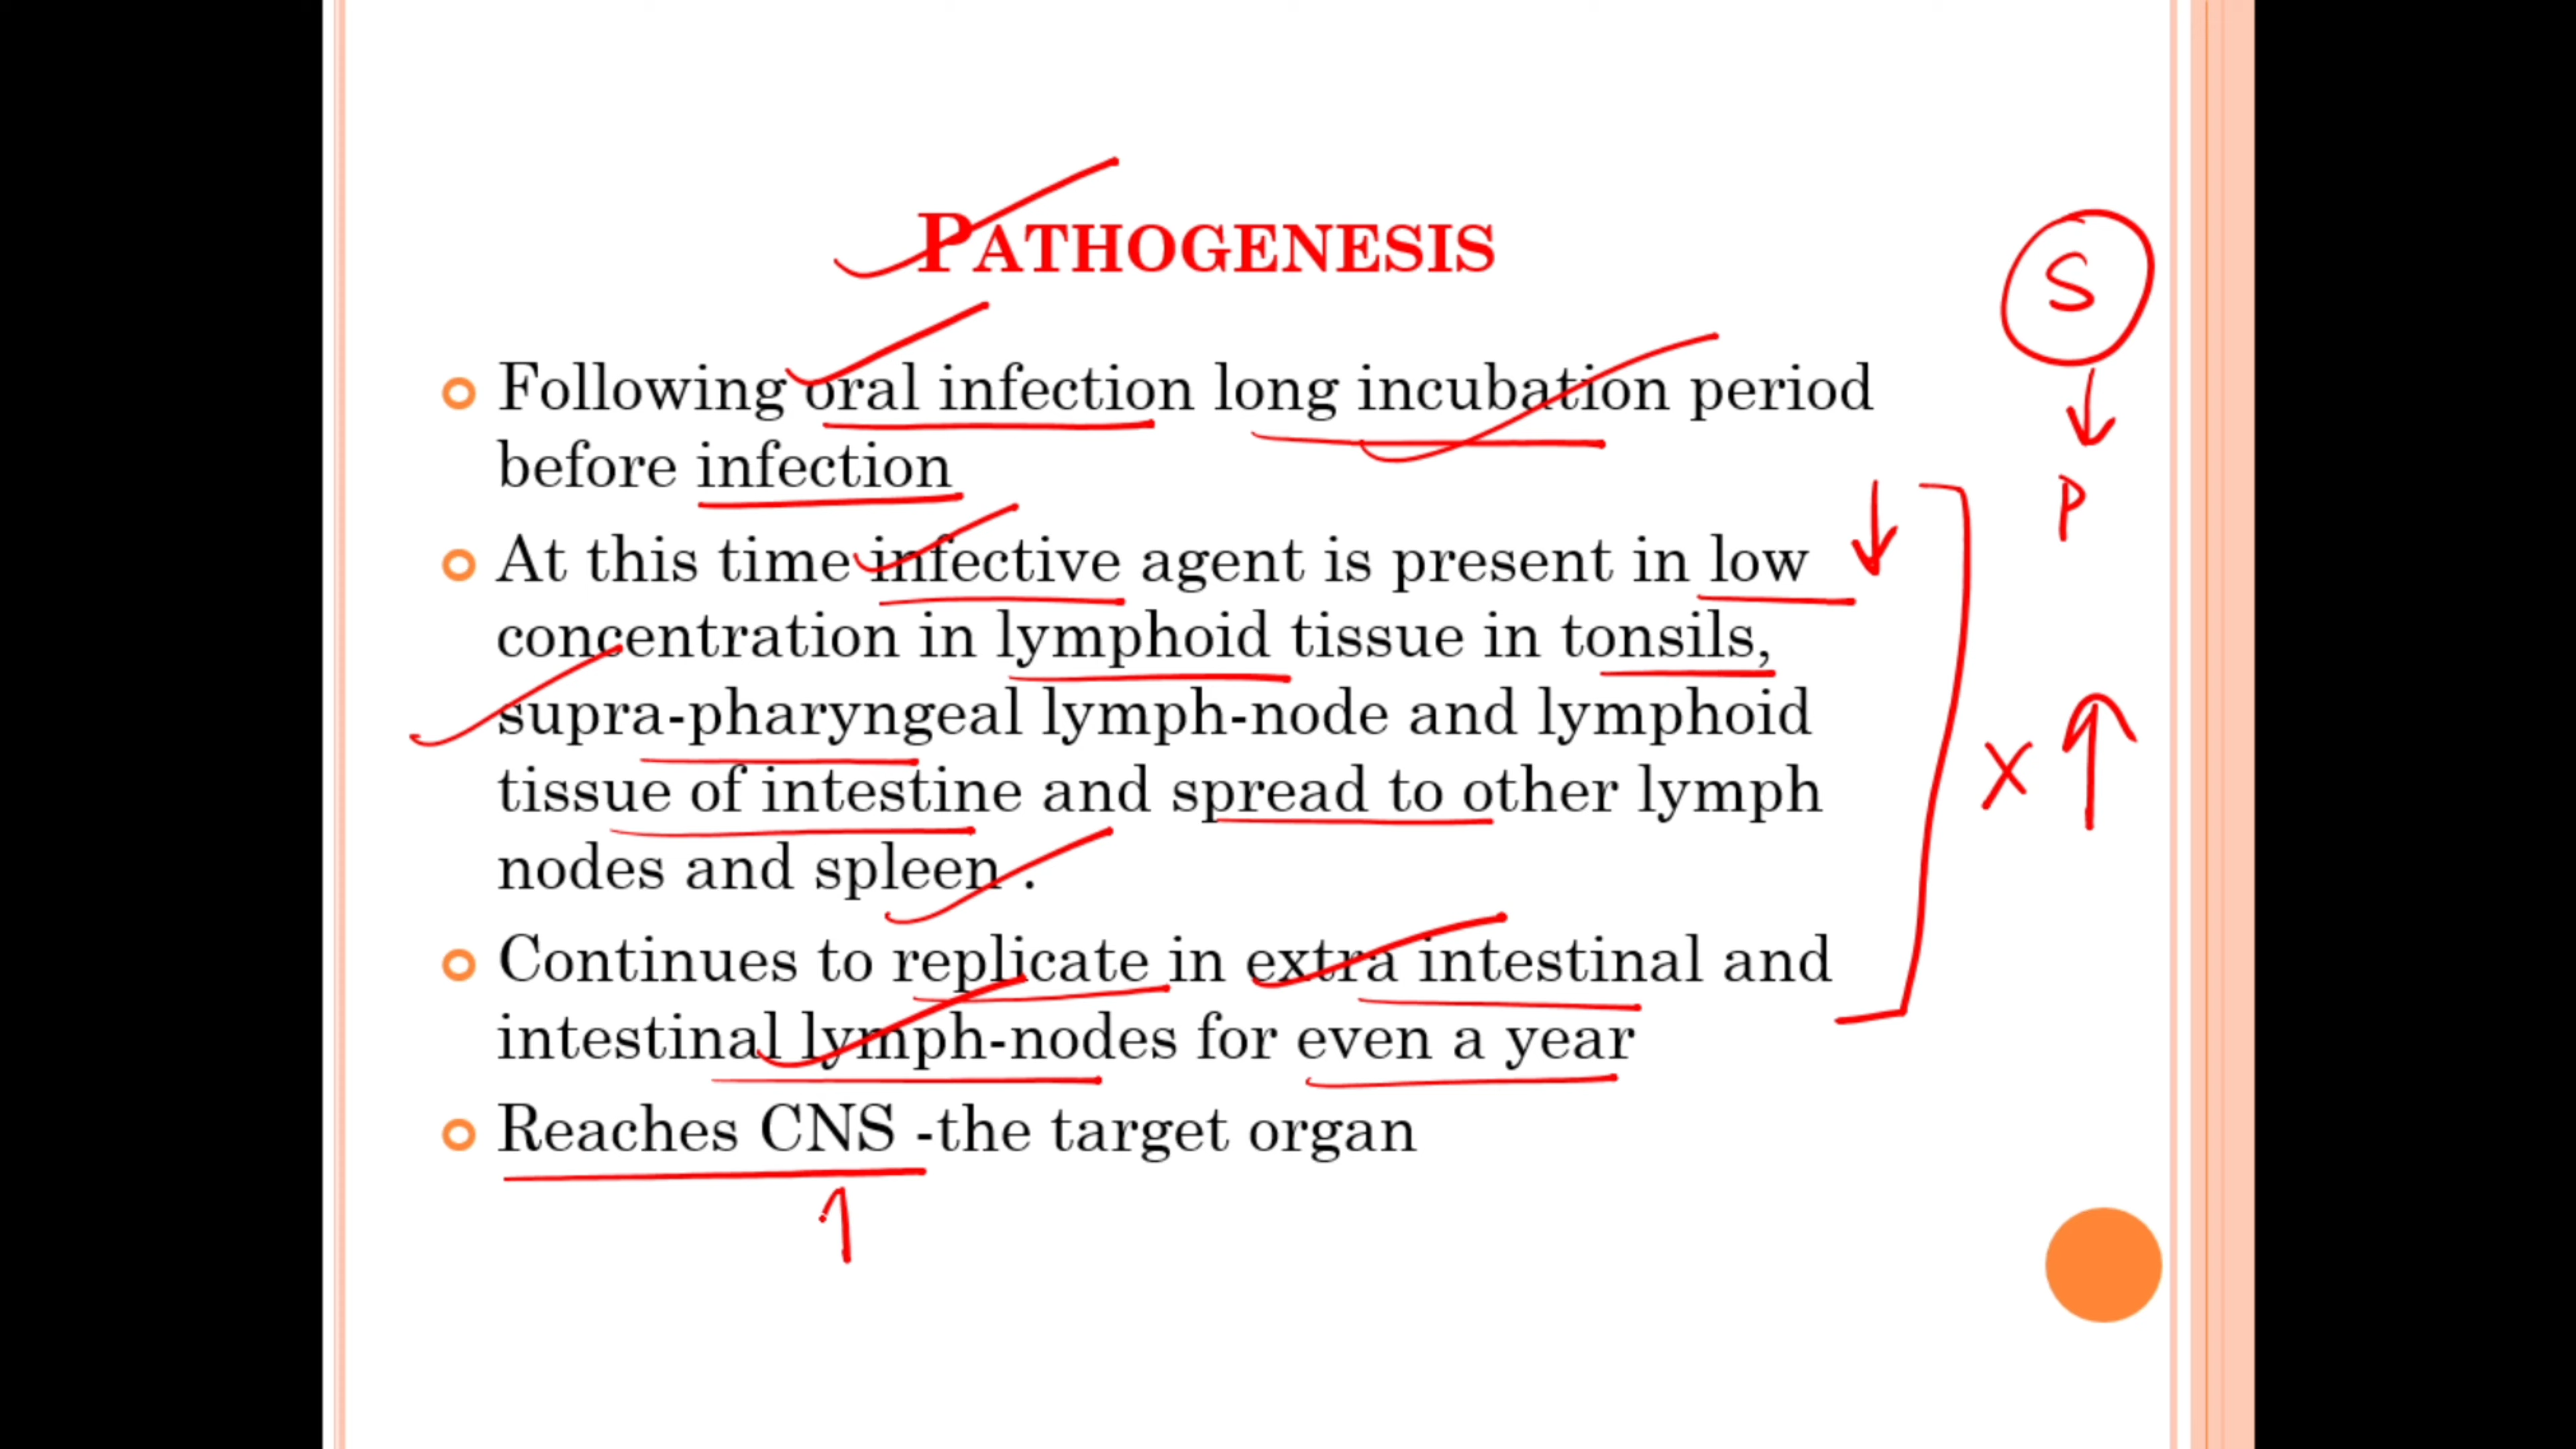 PATHOGENESIS
S
Following oral infection long incubation period
before infection
P
At this time infective agent is present in low
concentration in lymphoid tissue in tonsils,
supra-pharyngeal lymph-node and lymphoid
x
tissue of intestine and spread to other lymph
nodes and spleen .
Continues to replicate in extra intestinal and
intestinal lymph-nodes for even a year
Reaches CNS -the target organ